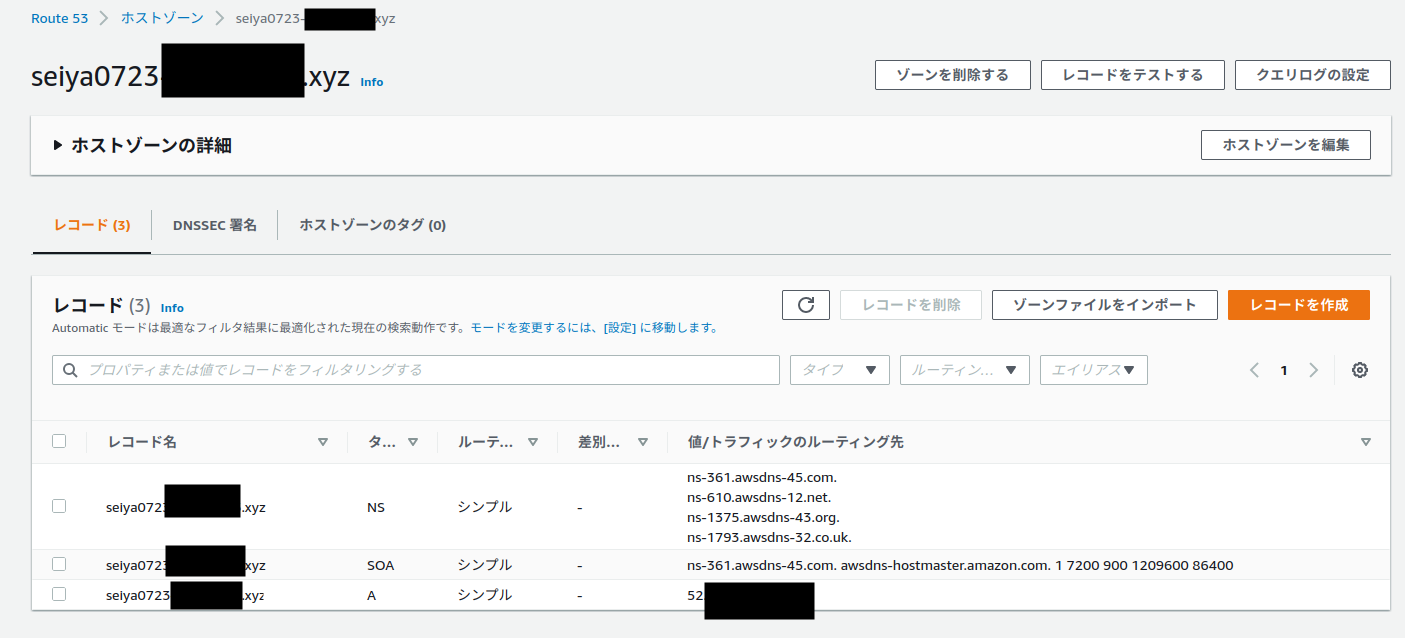 Route 53 > ホストゾーン > seiya0723- xyz
seiya0723- .xyz Info
ゾーンを削除する レコードをテストする クエリログの設定
ホストゾーンの詳細 ホストゾーンを編集
レコード (3) DNSSEC 署名 ホストゾーンのタグ (0)
レコード (3) Info
レコードを削除 ゾーンファイルをインポート レコードを作成
Automatic モードは最適なフィルタ結果に最適化された現在の検索動作です。モードを変更するには、[設定] に移動します。
プロパティまたは値でレコードをフィルタリングする タイプ ルーティン... エイリアス 1
レコード名 タ... ルーテ... 差別... 値/トラフィックのルーティング先
ns-361.awsdns-45.com.
ns-610.awsdns-12.net.
seiya0723 .xyz NS シンプル -
ns-1375.awsdns-43.org.
ns-1793.awsdns-32.co.uk.
seiya0723 xyz SOA シンプル - ns-361.awsdns-45.com. awsdns-hostmaster.amazon.com. 1 7200 900 1209600 86400
seiya0723 .xyz A シンプル - 52